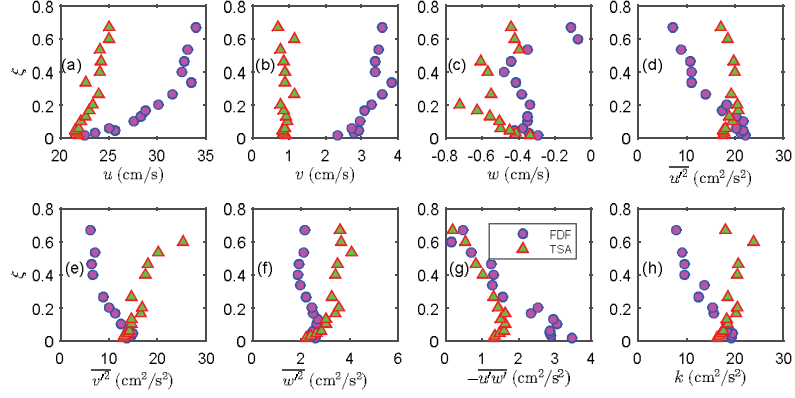 0.8 0.8 0.8 0.8
0.6 0.6 0.6 0.6
(a) (b) (c) (d)
ξ 0.4 0.4 0.4 0.4
0.2 0.2 0.2 0.2
0 0 0 0
20 25 30 35 0 1 2 3 4 -0.8 -0.6 -0.4 -0.2 0 0 10 20 30
u (cm/s) v (cm/s) w (cm/s) u′² (cm²/s²)
0.8 0.8 0.8 0.8
FDF
TSA
0.6 0.6 0.6 0.6
(e) (f) (g) (h)
ξ 0.4 0.4 0.4 0.4
0.2 0.2 0.2 0.2
0 0 0 0
0 10 20 30 0 2 4 6 0 1 2 3 4 0 10 20 30
v′² (cm²/s²) w′² (cm²/s²) −u′w′ (cm²/s²) k (cm²/s²)